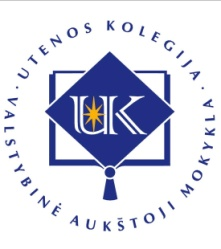 UTENOS KOLEGIJA
VALSTYBINĖ AUKŠTOJI MOKYKLA
UK